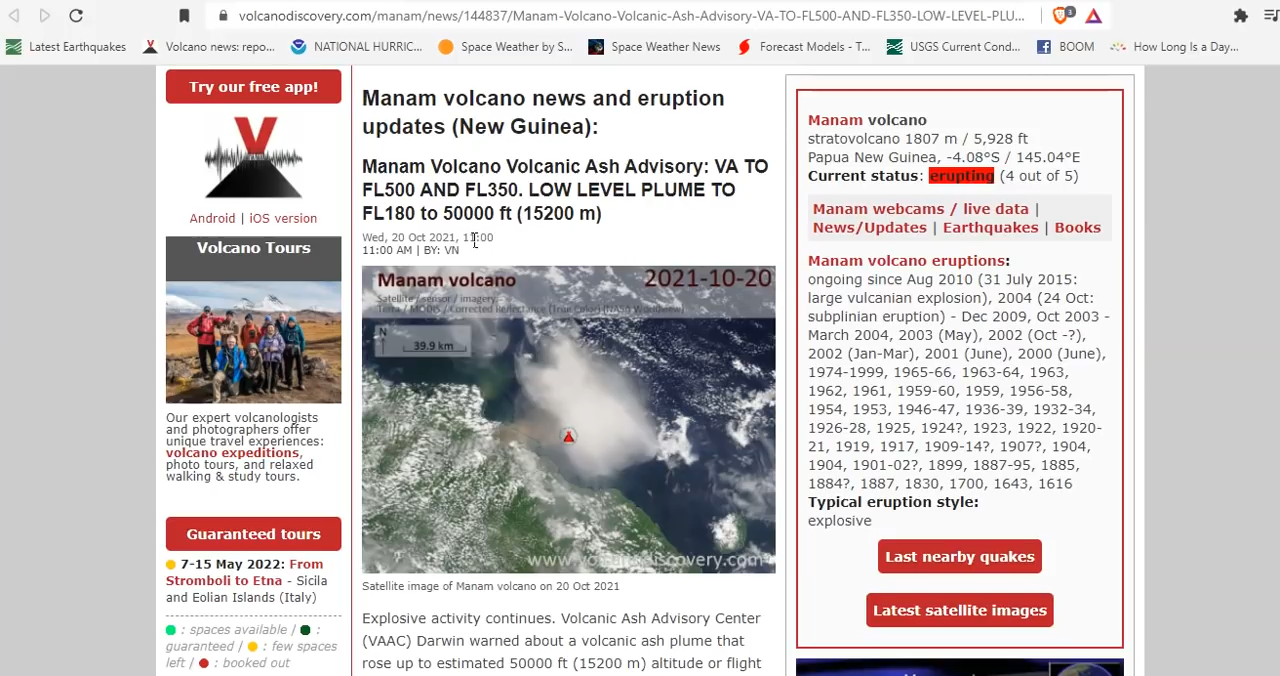 volcanodiscovery.com/manam/news/144837/Manam-Volcano-Volcanic-Ash-Advisory-VA-TO-FL500-AND-FL350-LOW-LEVEL-PLU...
3
Latest Earthquakes
Volcano news: repo...
NATIONAL HURRIC...
Space Weather by S...
Space Weather News
Forecast Models - T...
USGS Current Cond...
BOOM
How Long Is a Day...
Try our free app!
Android | iOS version
Volcano Tours
Our expert volcanologists
and photographers offer
unique travel experiences:
volcano expeditions,
photo tours, and relaxed
walking & study tours.
Guaranteed tours
7-15 May 2022: From
Stromboli to Etna - Sicilia
and Eolian Islands (Italy)
: spaces available / :
guaranteed / : few spaces
left / : booked out
Manam volcano news and eruption
updates (New Guinea):
Manam Volcano Volcanic Ash Advisory: VA TO
FL500 AND FL350. LOW LEVEL PLUME TO
FL180 to 50000 ft (15200 m)
Wed, 20 Oct 2021, 11:00
11:00 AM | BY: VN
Manam volcano
2021-10-20
Satellite / sensor / imagery:
Terra / MODIS / Corrected Reflectance (True Color) (NASA Worldview)
N
39.9 km
www.volcanodiscovery.com
Satellite image of Manam volcano on 20 Oct 2021
Explosive activity continues. Volcanic Ash Advisory Center
(VAAC) Darwin warned about a volcanic ash plume that
rose up to estimated 50000 ft (15200 m) altitude or flight
Manam volcano
stratovolcano 1807 m / 5,928 ft
Papua New Guinea, -4.08°S / 145.04°E
Current status: erupting (4 out of 5)
Manam webcams / live data |
News/Updates | Earthquakes | Books
Manam volcano eruptions:
ongoing since Aug 2010 (31 July 2015:
large vulcanian explosion), 2004 (24 Oct:
subplinian eruption) - Dec 2009, Oct 2003 -
March 2004, 2003 (May), 2002 (Oct -?),
2002 (Jan-Mar), 2001 (June), 2000 (June),
1974-1999, 1965-66, 1963-64, 1963,
1962, 1961, 1959-60, 1959, 1956-58,
1954, 1953, 1946-47, 1936-39, 1932-34,
1926-28, 1925, 1924?, 1923, 1922, 1920-
21, 1919, 1917, 1909-14?, 1907?, 1904,
1904, 1901-02?, 1899, 1887-95, 1885,
1884?, 1887, 1830, 1700, 1643, 1616
Typical eruption style:
explosive
Last nearby quakes
Latest satellite images